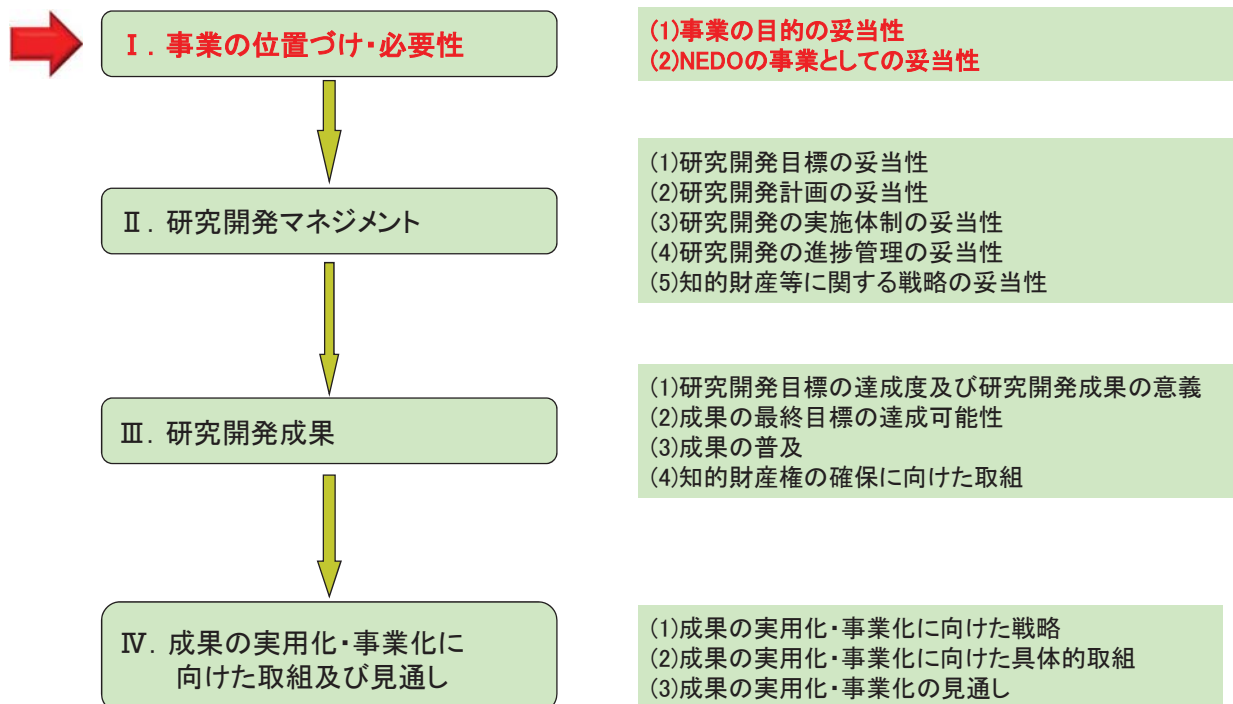 Ⅰ. 事業の位置づけ・必要性
(1)事業の目的の妥当性
(2)NEDOの事業としての妥当性
Ⅱ. 研究開発マネジメント
(1)研究開発目標の妥当性
(2)研究開発計画の妥当性
(3)研究開発の実施体制の妥当性
(4)研究開発の進捗管理の妥当性
(5)知的財産等に関する戦略の妥当性
Ⅲ. 研究開発成果
(1)研究開発目標の達成度及び研究開発成果の意義
(2)成果の最終目標の達成可能性
(3)成果の普及
(4)知的財産権の確保に向けた取組
Ⅳ. 成果の実用化・事業化に
向けた取組及び見通し
(1)成果の実用化・事業化に向けた戦略
(2)成果の実用化・事業化に向けた具体的取組
(3)成果の実用化・事業化の見通し